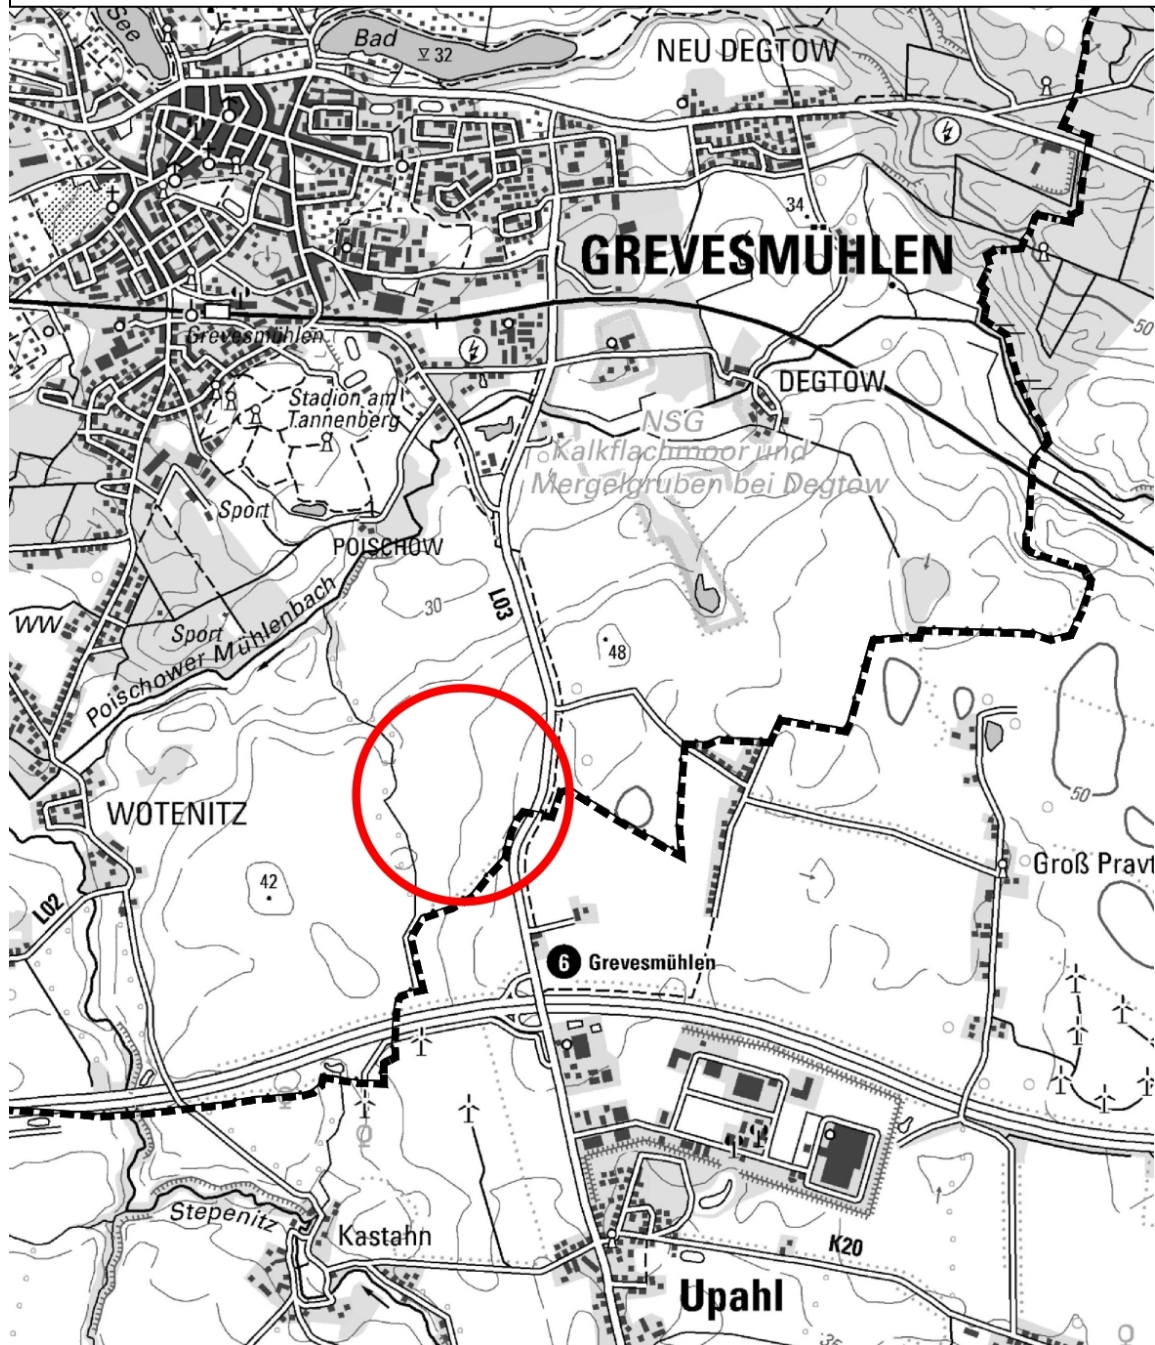 See
Bad
32
NEU DEGTOW
34
GREVESMÜHLEN
50
Grevesmühlen
DEGTOW
Stadion am
Tannenberg
NSG
Kalkflachmoor und
Mergelgruben bei Degtow
Sport
POISCHOW
30
L03
WW
Sport
Poischower Mühlenbach
48
50
WOTENITZ
42
Groß Pravt
L02
6 Grevesmühlen
Stepenitz
Kastahn
K20
Upahl
35